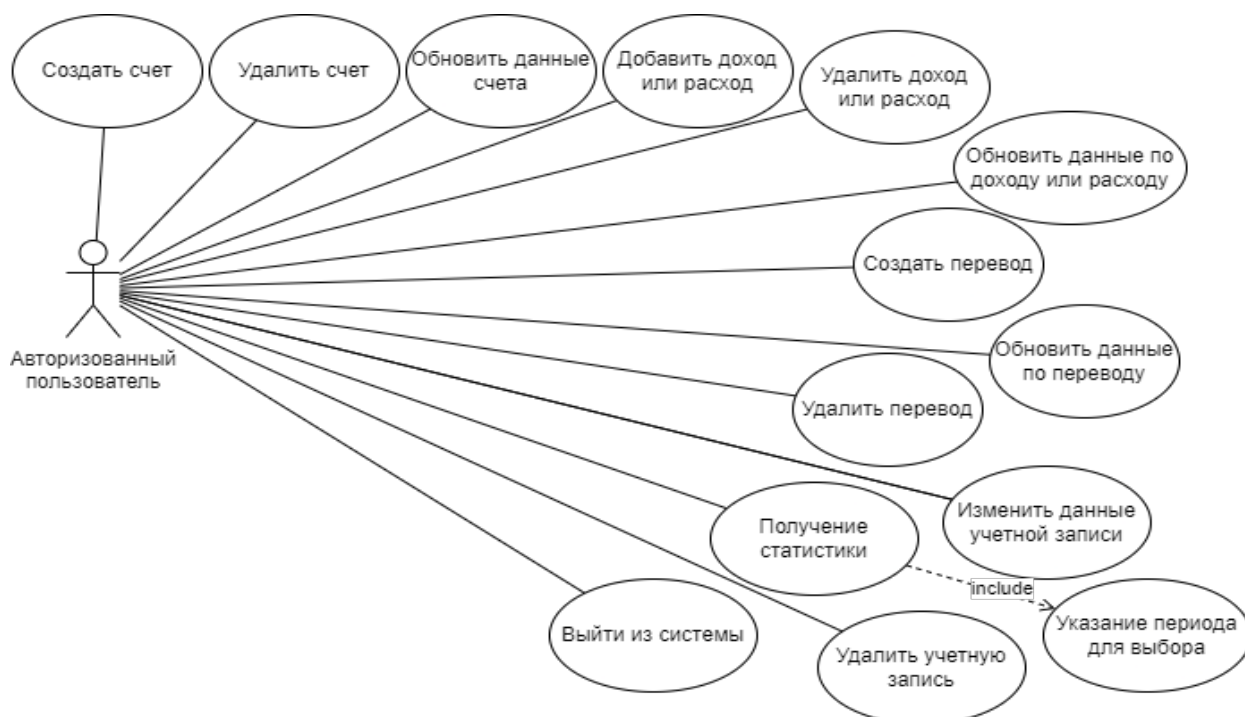 Создать счет
Удалить счет
Обновить данные
счета
Добавить доход
или расход
Удалить доход
или расход
Обновить данные по
доходу или расходу
Создать перевод
Авторизованный
пользователь
Обновить данные
по переводу
Удалить перевод
Изменить данные
учетной записи
Получение
статистики
include
Указание периода
для выбора
Выйти из системы
Удалить учетную
запись